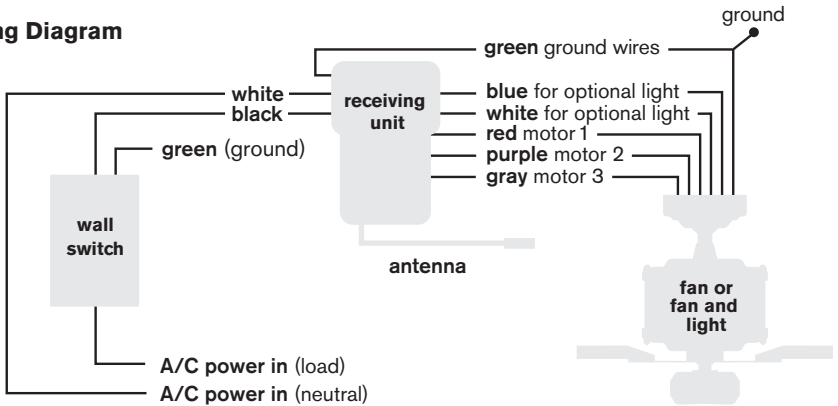 ng Diagram
ground
green ground wires
white
black
green (ground)
receiving
unit
blue for optional light
white for optional light
red motor 1
purple motor 2
gray motor 3
wall
switch
antenna
fan or
fan and
light
A/C power in (load)
A/C power in (neutral)